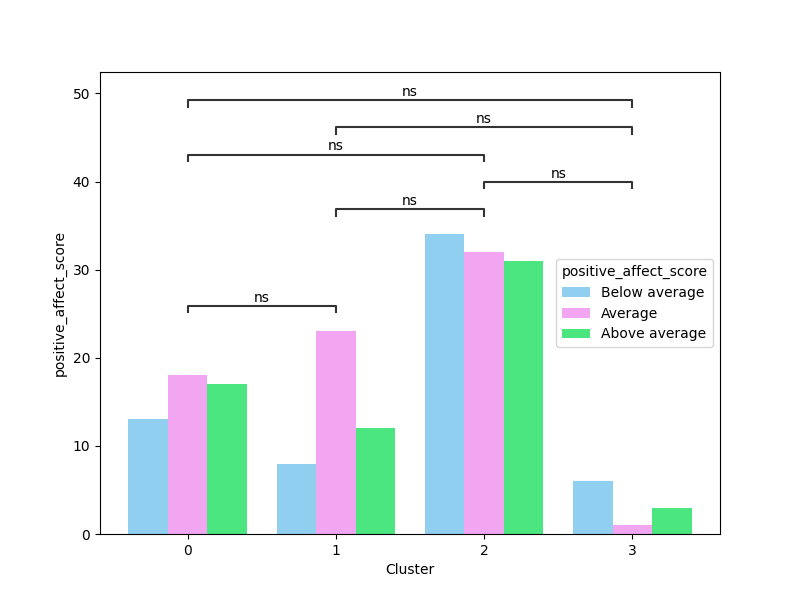 50
40
30
20
10
0
positive_affect_score
ns
ns
ns
ns
ns
ns
positive_affect_score
Below average
Average
Above average
0 1 2 3
Cluster